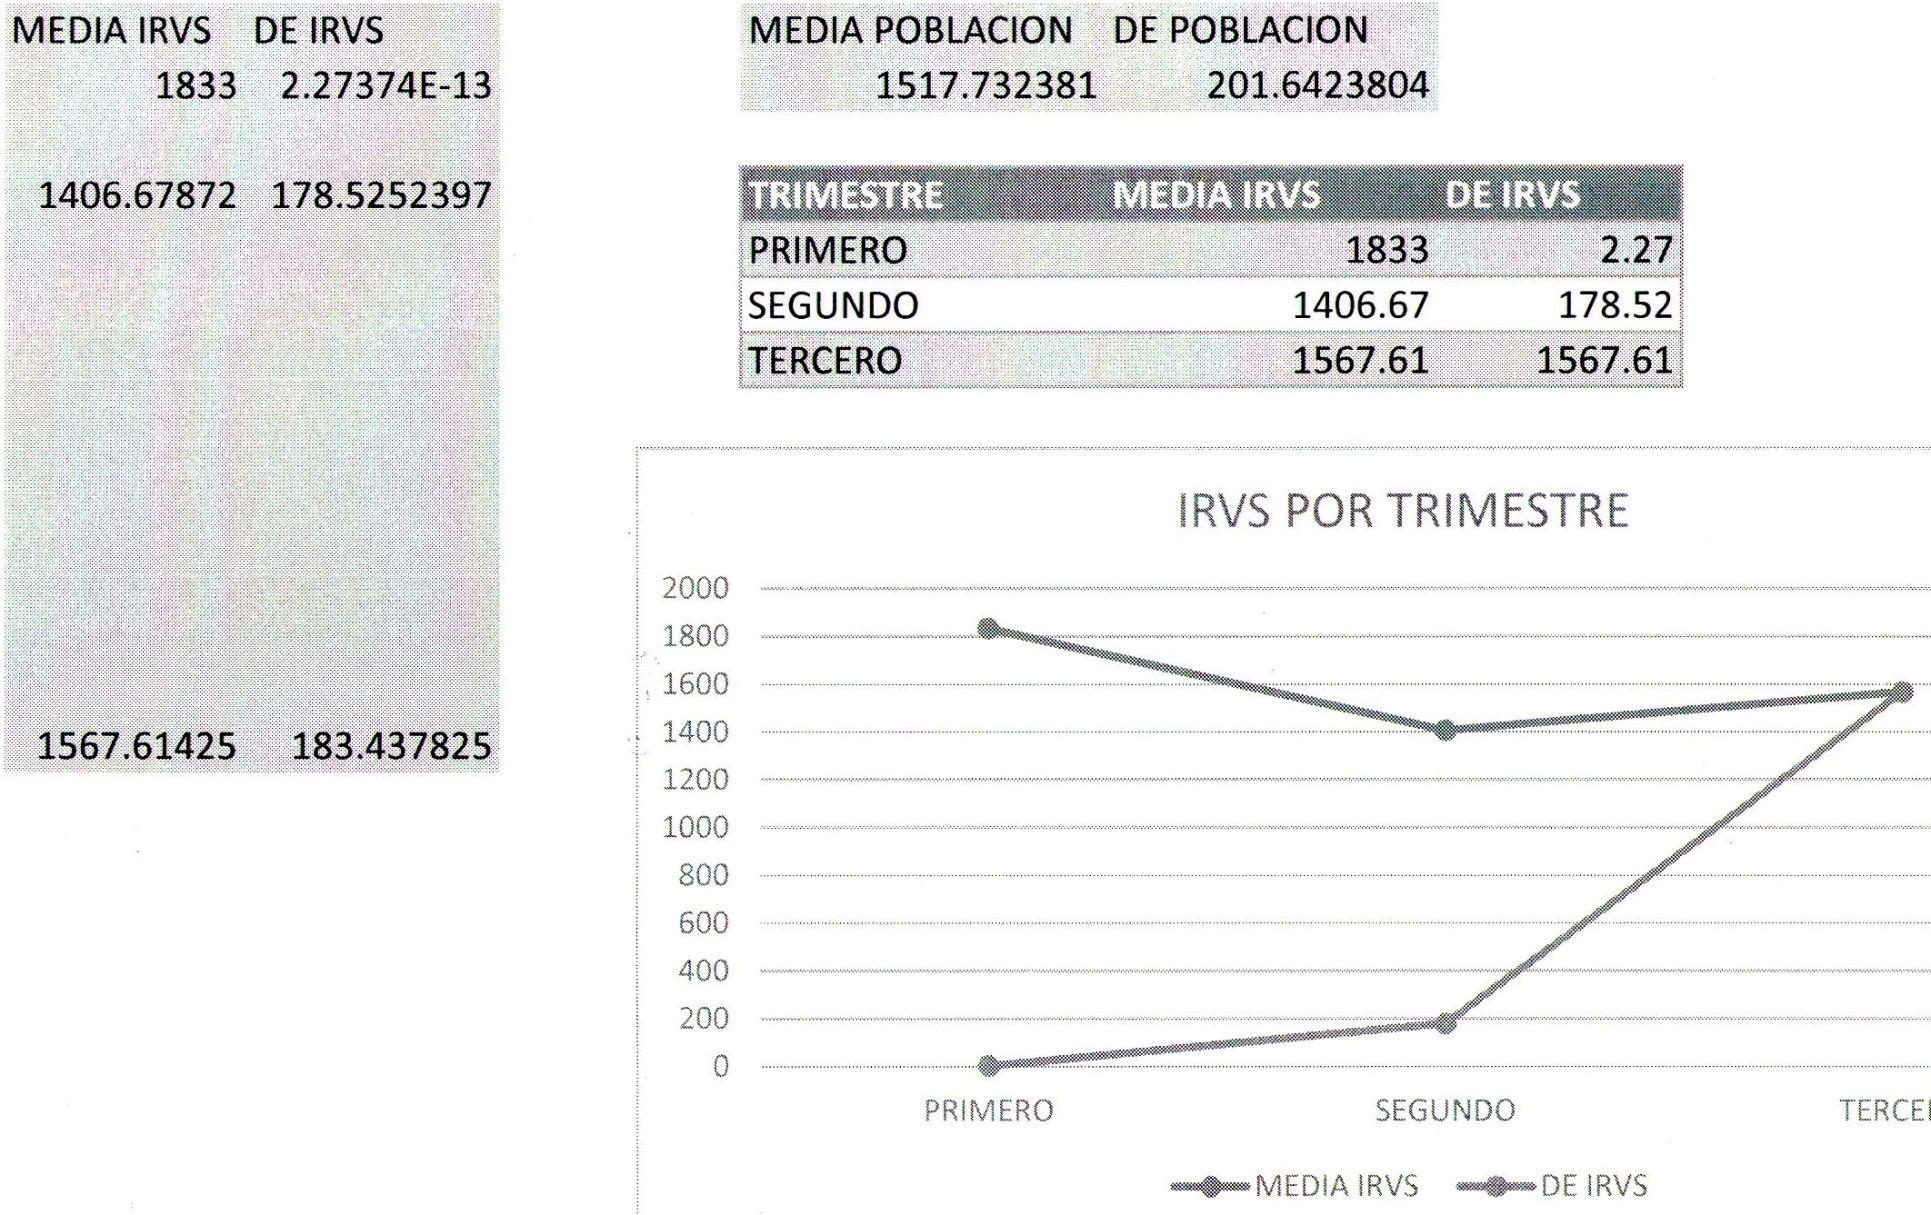 MEDIA IRVS DE IRVS
1833 2.27374E-13
1406.67872 178.5252397
1567.61425 183.437825
MEDIA POBLACION DE POBLACION
1517.732381 201.6423804
TRIMESTRE MEDIA IRVS DE IRVS
PRIMERO 1833 2.27
SEGUNDO 1406.67 178.52
TERCERO 1567.61 1567.61
IRVS POR TRIMESTRE
2000
1800
1600
1400
1200
1000
800
600
400
200
0
PRIMERO SEGUNDO TERCE
MEDIA IRVS DE IRVS